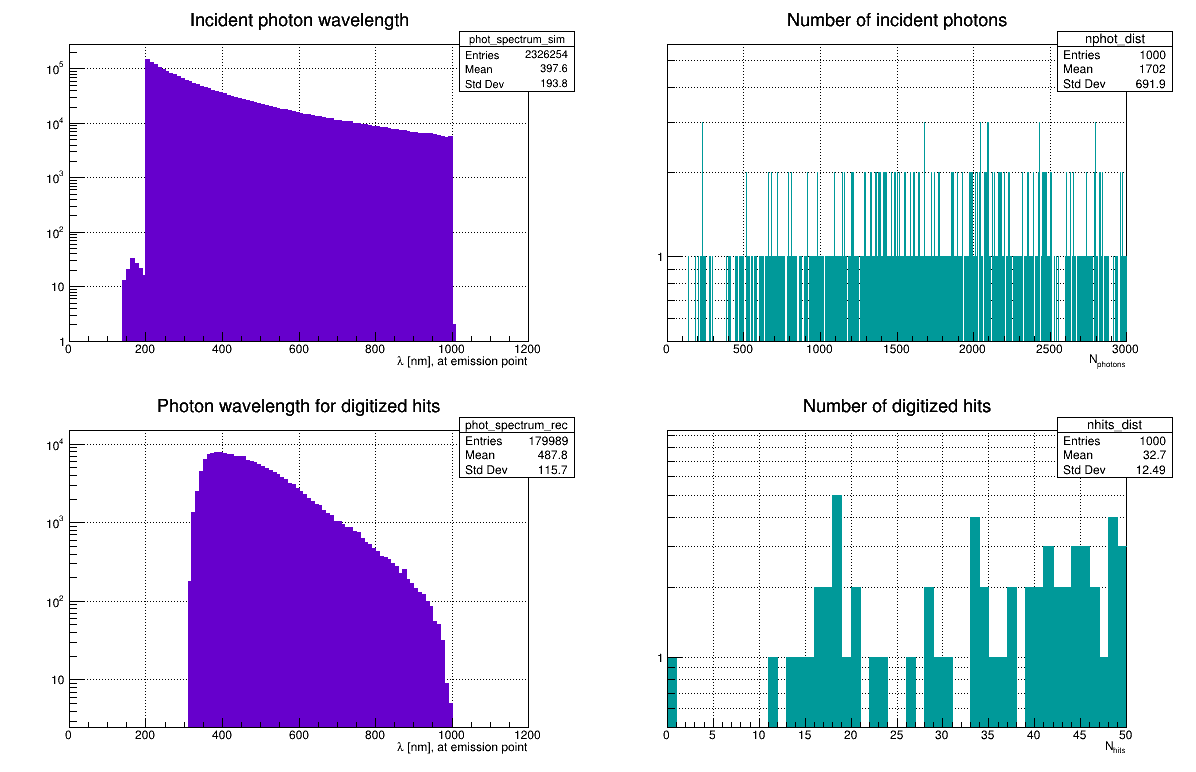 Incident photon wavelength
phot_spectrum_sim
Entries 2326254
Mean 397.6
Std Dev 193.8
10^5
10^4
10^3
10^2
10
1
0 200 400 600 800 1000 1200
λ [nm], at emission point
Number of incident photons
nphot_dist
Entries 1000
Mean 1702
Std Dev 691.9
1
0 500 1000 1500 2000 2500 3000
N_photons
Photon wavelength for digitized hits
phot_spectrum_rec
Entries 179989
Mean 487.8
Std Dev 115.7
10^4
10^3
10^2
10
0 200 400 600 800 1000 1200
λ [nm], at emission point
Number of digitized hits
nhits_dist
Entries 1000
Mean 32.7
Std Dev 12.49
1
0 5 10 15 20 25 30 35 40 45 50
N_hits